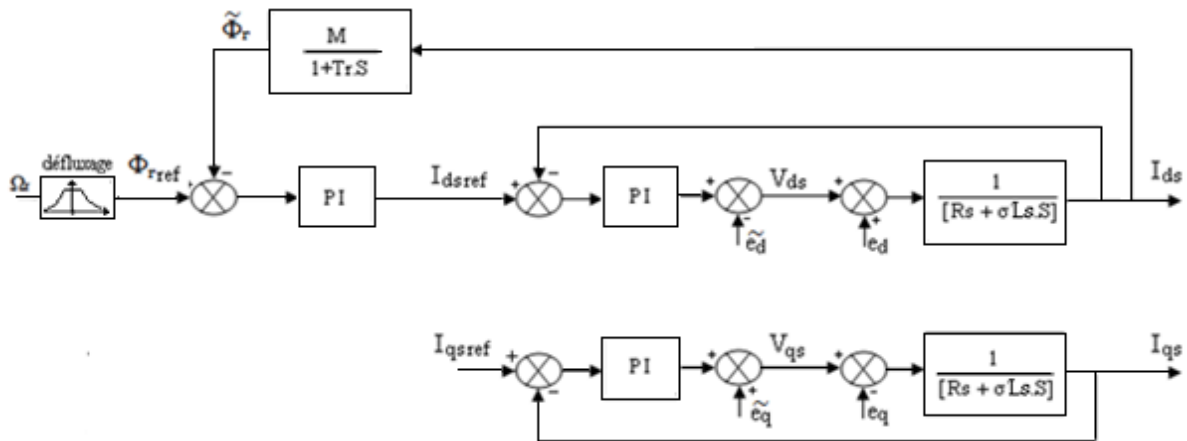 Φ̃r
M
1+Tr.S
défluxage
Ωr
Φrref
+
−
PI
Idsref
+
−
PI
+
-
ẽd
Vds
+
+
ed
1
[Rs + σLs.S]
Ids
Iqsref
+
−
PI
+
+
ẽq
Vqs
+
-
eq
1
[Rs + σLs.S]
Iqs